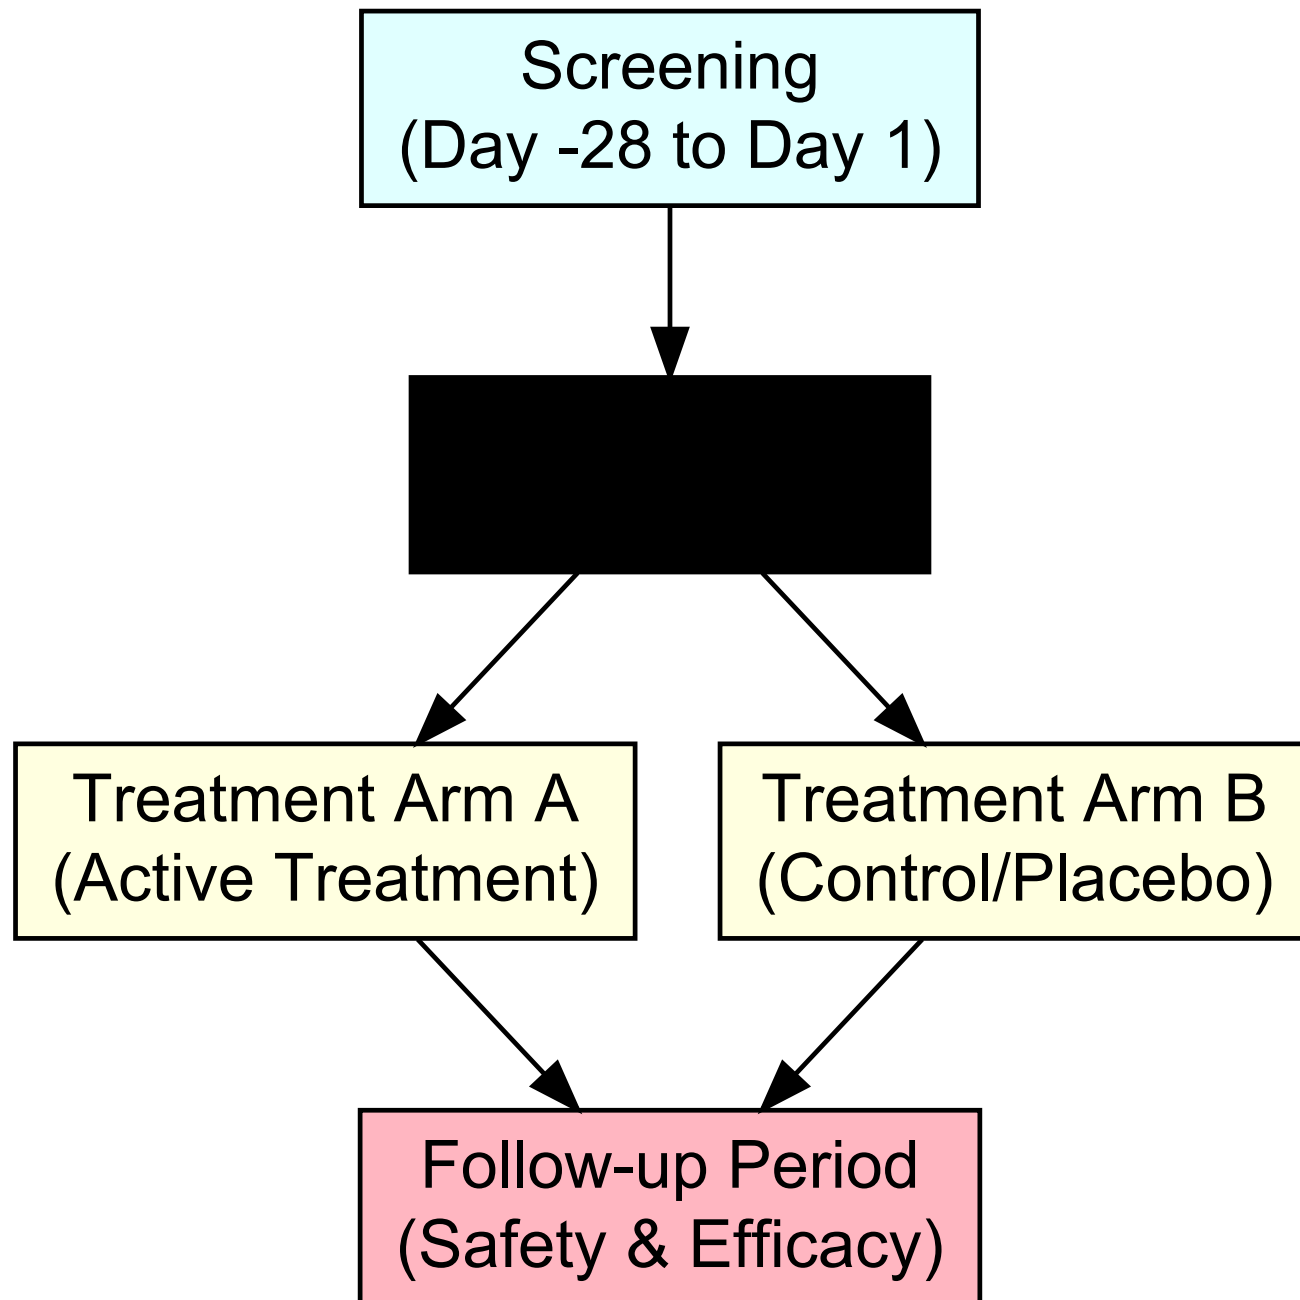 Screening
(Day -28 to Day 1)
Treatment Arm A
(Active Treatment)
Treatment Arm B
(Control/Placebo)
Follow-up Period
(Safety & Efficacy)